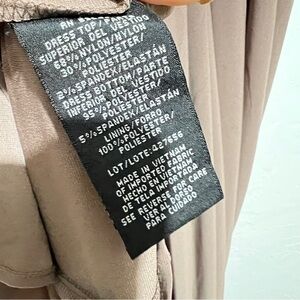 DRESS TOP/PARTE
SUPERIOR DEL VESTIDO
68%NYLON/NYLON
30%POLYESTER/
POLIESTER
2%SPANDEX/ELASTÁN
DRESS BOTTOM/PARTE
DEL VESTIDO
95%POLYESTER/
POLIESTER
5%SPANDEX/ELASTÁN
LINING/FORRO
100%POLYESTER/
POLIESTER
LOT/LOTE:Q27656
MADE IN VIETNAM
OF IMPORTED FABRIC
HECHO EN VIETNAM
DE TELA IMPORTADA
SEE REVERSE FOR CARE
VER AL DORSO
PARA CUIDADO